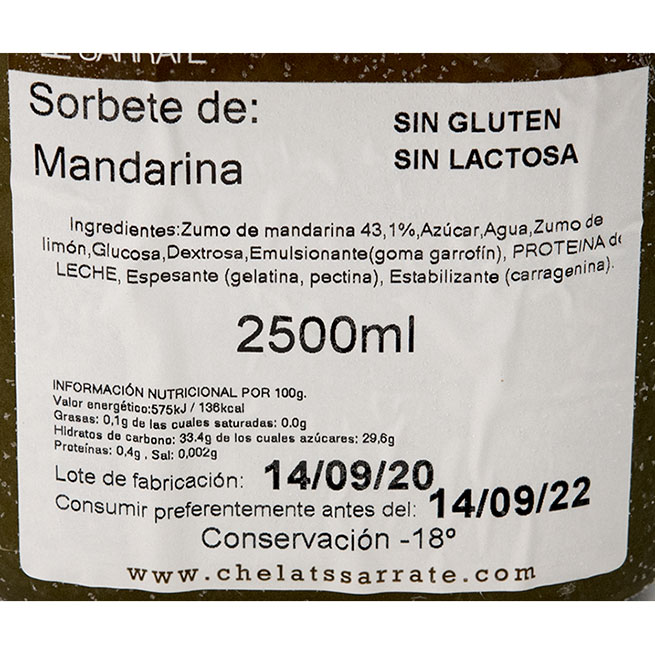 SARRATE
Sorbete de:
SIN GLUTEN
Mandarina
SIN LACTOSA
Ingredientes:Zumo de mandarina 43,1%,Azúcar,Agua,Zumo de
limón,Glucosa,Dextrosa,Emulsionante(goma garrofín), PROTEINA de
LECHE, Espesante (gelatina, pectina), Estabilizante (carragenina).
2500ml
INFORMACIÓN NUTRICIONAL POR 100g.
Valor energético:575kJ / 136kcal
Grasas: 0,1g de las cuales saturadas: 0.0g
Hidratos de carbono: 33.4g de los cuales azúcares: 29,6g
Proteínas: 0,4g , Sal: 0,002g
Lote de fabricación: 14/09/20
Consumir preferentemente antes del: 14/09/22
Conservación -18º
www.chelatssarrate.com